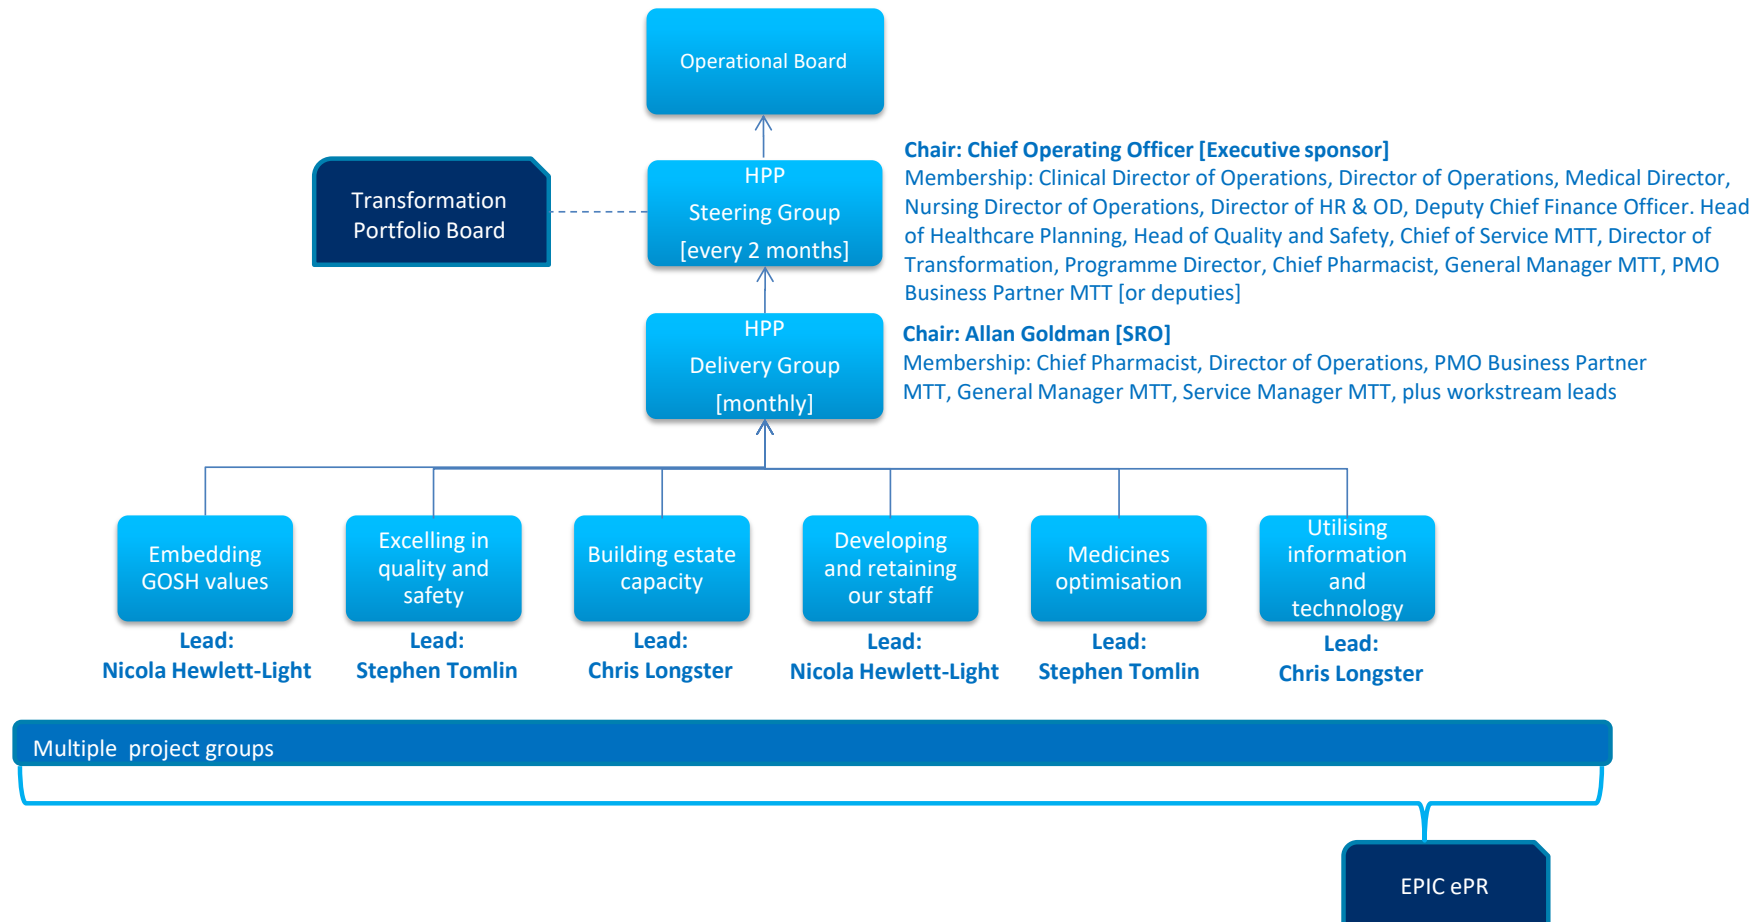 Operational Board
Transformation
Portfolio Board
HPP
Steering Group
[every 2 months]
Chair: Chief Operating Officer [Executive sponsor]
Membership: Clinical Director of Operations, Director of Operations, Medical Director,
Nursing Director of Operations, Director of HR & OD, Deputy Chief Finance Officer. Head
of Healthcare Planning, Head of Quality and Safety, Chief of Service MTT, Director of
Transformation, Programme Director, Chief Pharmacist, General Manager MTT, PMO
Business Partner MTT [or deputies]
HPP
Delivery Group
[monthly]
Chair: Allan Goldman [SRO]
Membership: Chief Pharmacist, Director of Operations, PMO Business Partner
MTT, General Manager MTT, Service Manager MTT, plus workstream leads
Embedding
GOSH values
Lead:
Nicola Hewlett-Light
Excelling in
quality and
safety
Lead:
Stephen Tomlin
Building estate
capacity
Lead:
Chris Longster
Developing
and retaining
our staff
Lead:
Nicola Hewlett-Light
Medicines
optimisation
Lead:
Stephen Tomlin
Utilising
information
and
technology
Lead:
Chris Longster
Multiple project groups
EPIC ePR